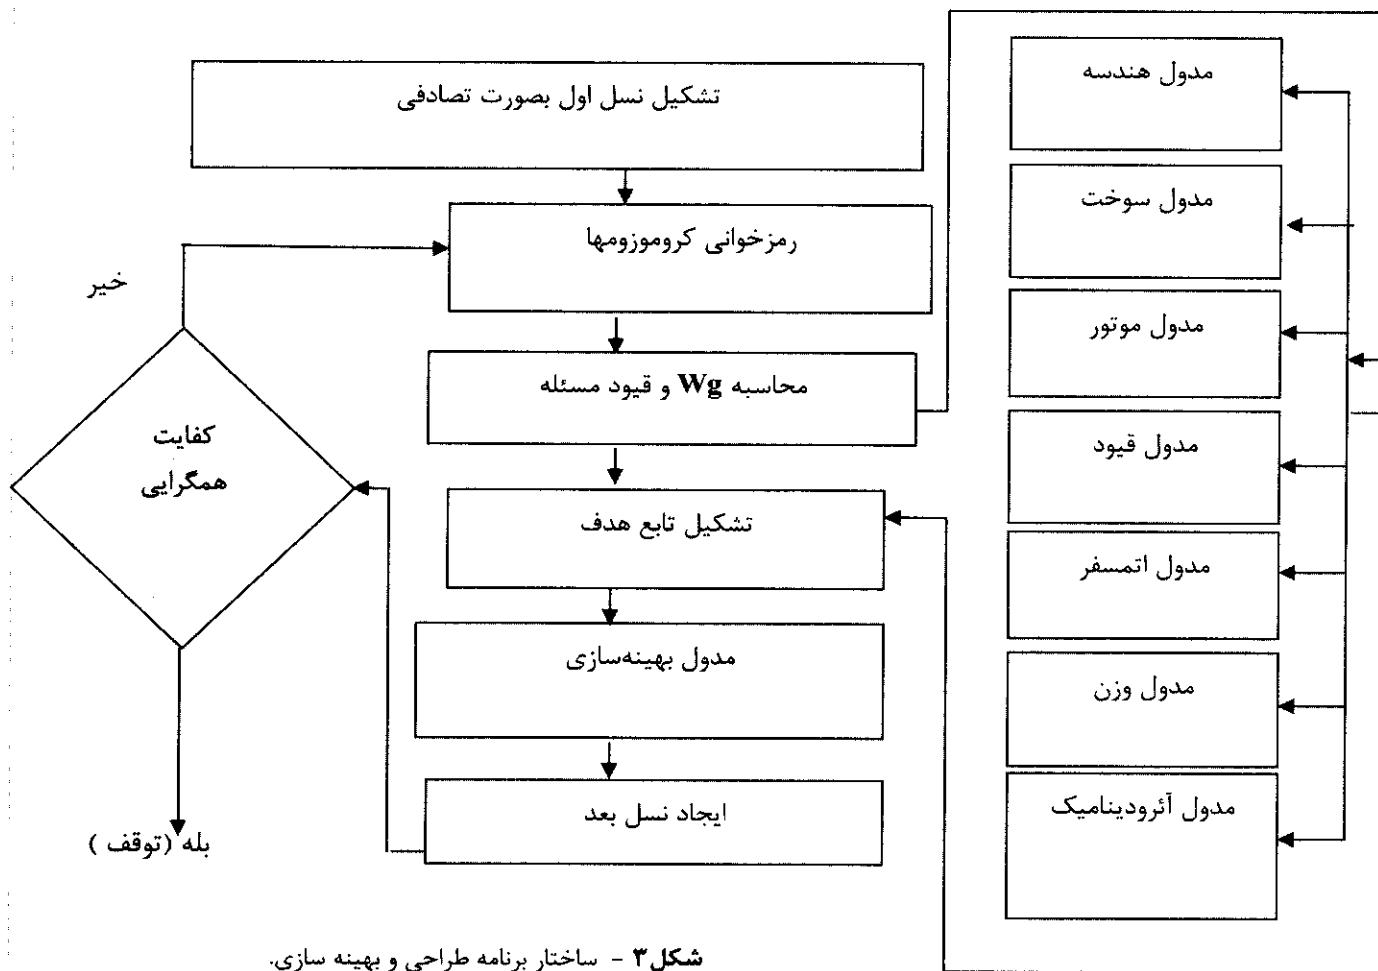 تشکیل نسل اول بصورت تصادفی
رمزخوانی کروموزومها
محاسبه Wg و قیود مسئله
تشکیل تابع هدف
مدول بهینه‌سازی
ایجاد نسل بعد
خیر
کفایت
همگرایی
بله (توقف )
مدول هندسه
مدول سوخت
مدول موتور
مدول قیود
مدول اتمسفر
مدول وزن
مدول آئرودینامیک
شکل ۳ - ساختار برنامه طراحی و بهینه سازی.